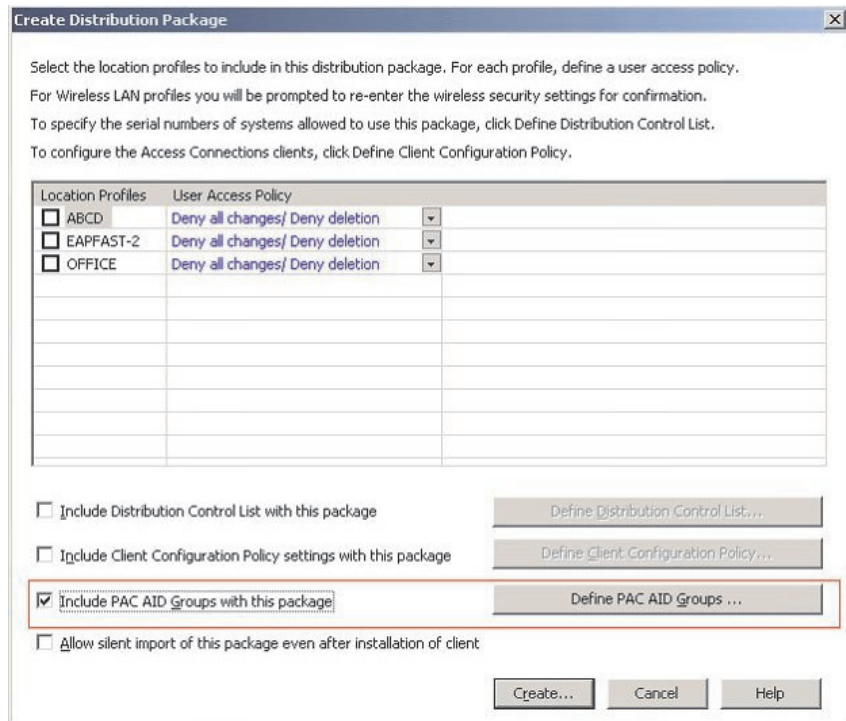 Create Distribution Package
Select the location profiles to include in this distribution package. For each profile, define a user access policy.
For Wireless LAN profiles you will be prompted to re-enter the wireless security settings for confirmation.
To specify the serial numbers of systems allowed to use this package, click Define Distribution Control List.
To configure the Access Connections clients, click Define Client Configuration Policy.
Location Profiles User Access Policy
ABCD Deny all changes/ Deny deletion
EAPFAST-2 Deny all changes/ Deny deletion
OFFICE Deny all changes/ Deny deletion
Include Distribution Control List with this package Define Distribution Control List...
Include Client Configuration Policy settings with this package Define Client Configuration Policy...
Include PAC AID Groups with this package Define PAC AID Groups ...
Allow silent import of this package even after installation of client
Create... Cancel Help